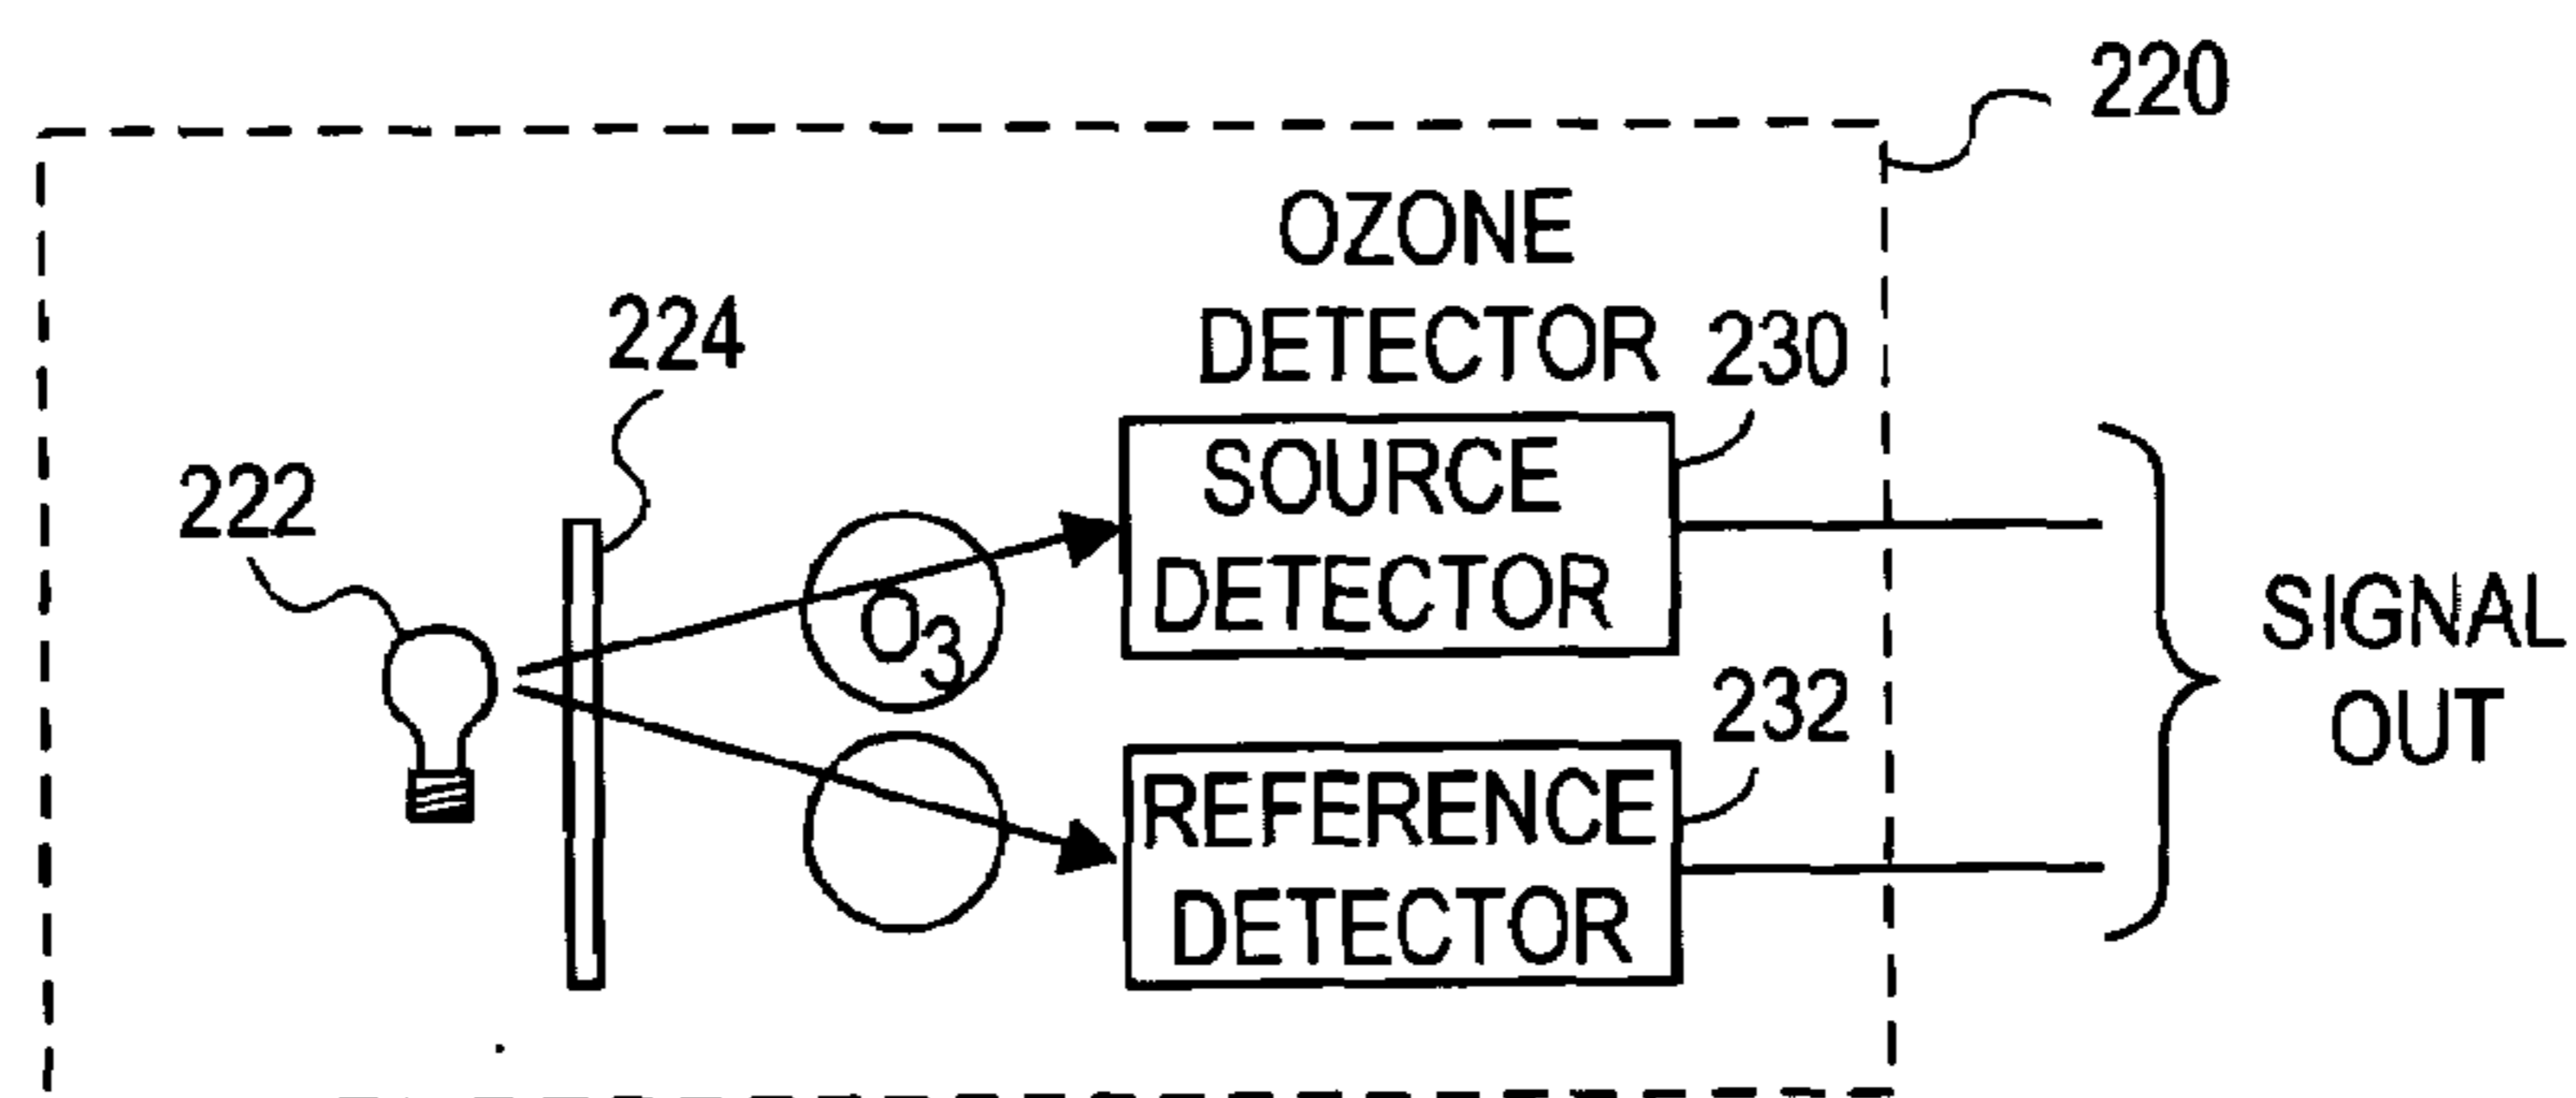 220
OZONE
DETECTOR
224
230
222
SOURCE
DETECTOR
O3
SIGNAL
OUT
232
REFERENCE
DETECTOR